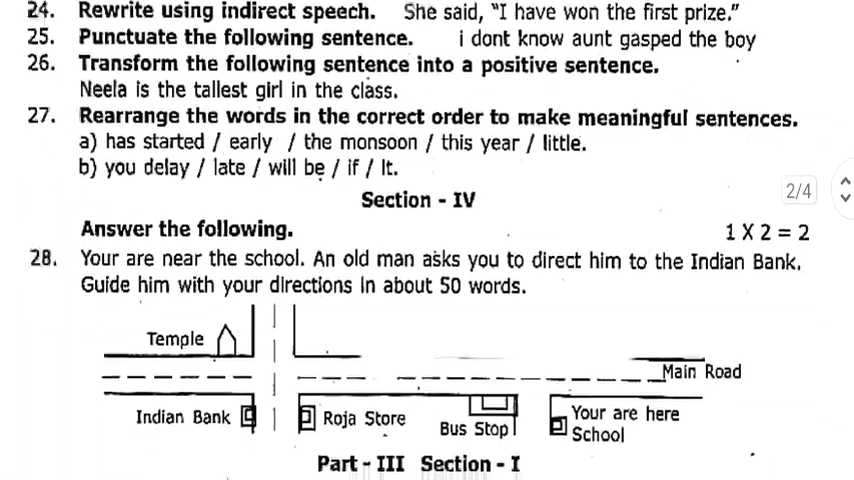 24. Rewrite using indirect speech. She said, "I have won the first prize."
25. Punctuate the following sentence. i dont know aunt gasped the boy
26. Transform the following sentence into a positive sentence.
Neela is the tallest girl in the class.
27. Rearrange the words in the correct order to make meaningful sentences.
a) has started / early / the monsoon / this year / little.
b) you delay / late / will be / if / It.
Section - IV
2/4
Answer the following. 1 X 2 = 2
28. Your are near the school. An old man asks you to direct him to the Indian Bank.
Guide him with your directions in about 50 words.
Temple
Main Road
Indian Bank
Roja Store
Bus Stop
Your are here
School
Part - III Section - I